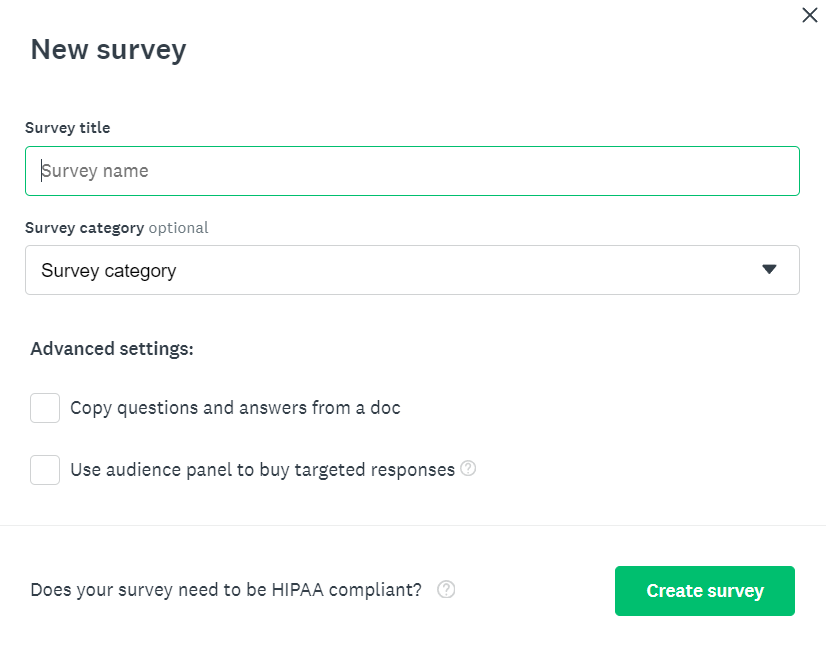 New survey
Survey title
Survey name
Survey category optional
Survey category
Advanced settings:
Copy questions and answers from a doc
Use audience panel to buy targeted responses ?
Does your survey need to be HIPAA compliant? ?
Create survey